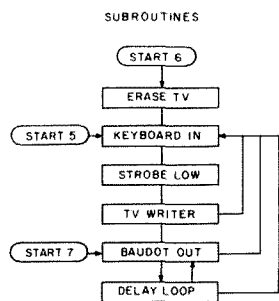 SUBROUTINES
START 6
ERASE TV
START 5
KEYBOARD IN
STROBE LOW
TV WRITER
START 7
BAUDOT OUT
DELAY LOOP